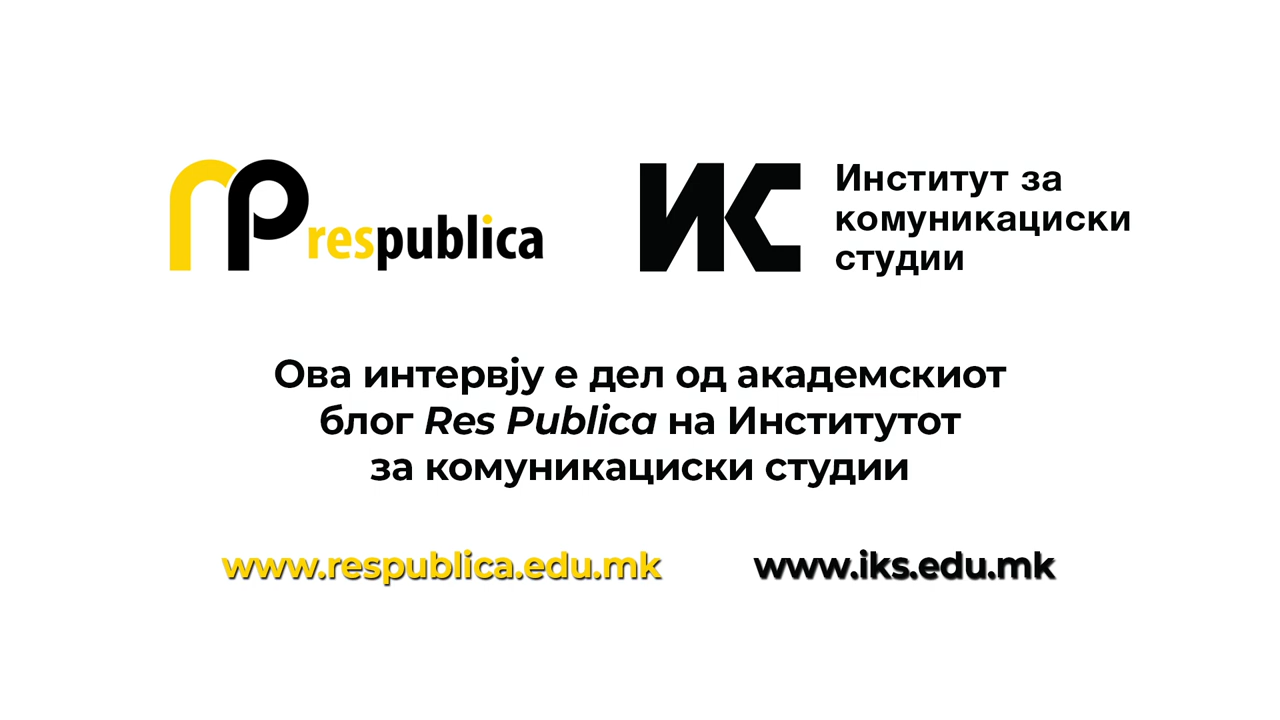 respublica
ИКС
Институт за
комуникациски
студии
Ова интервју е дел од академскиот
блог Res Publica на Институтот
за комуникациски студии
www.respublica.edu.mk
www.iks.edu.mk